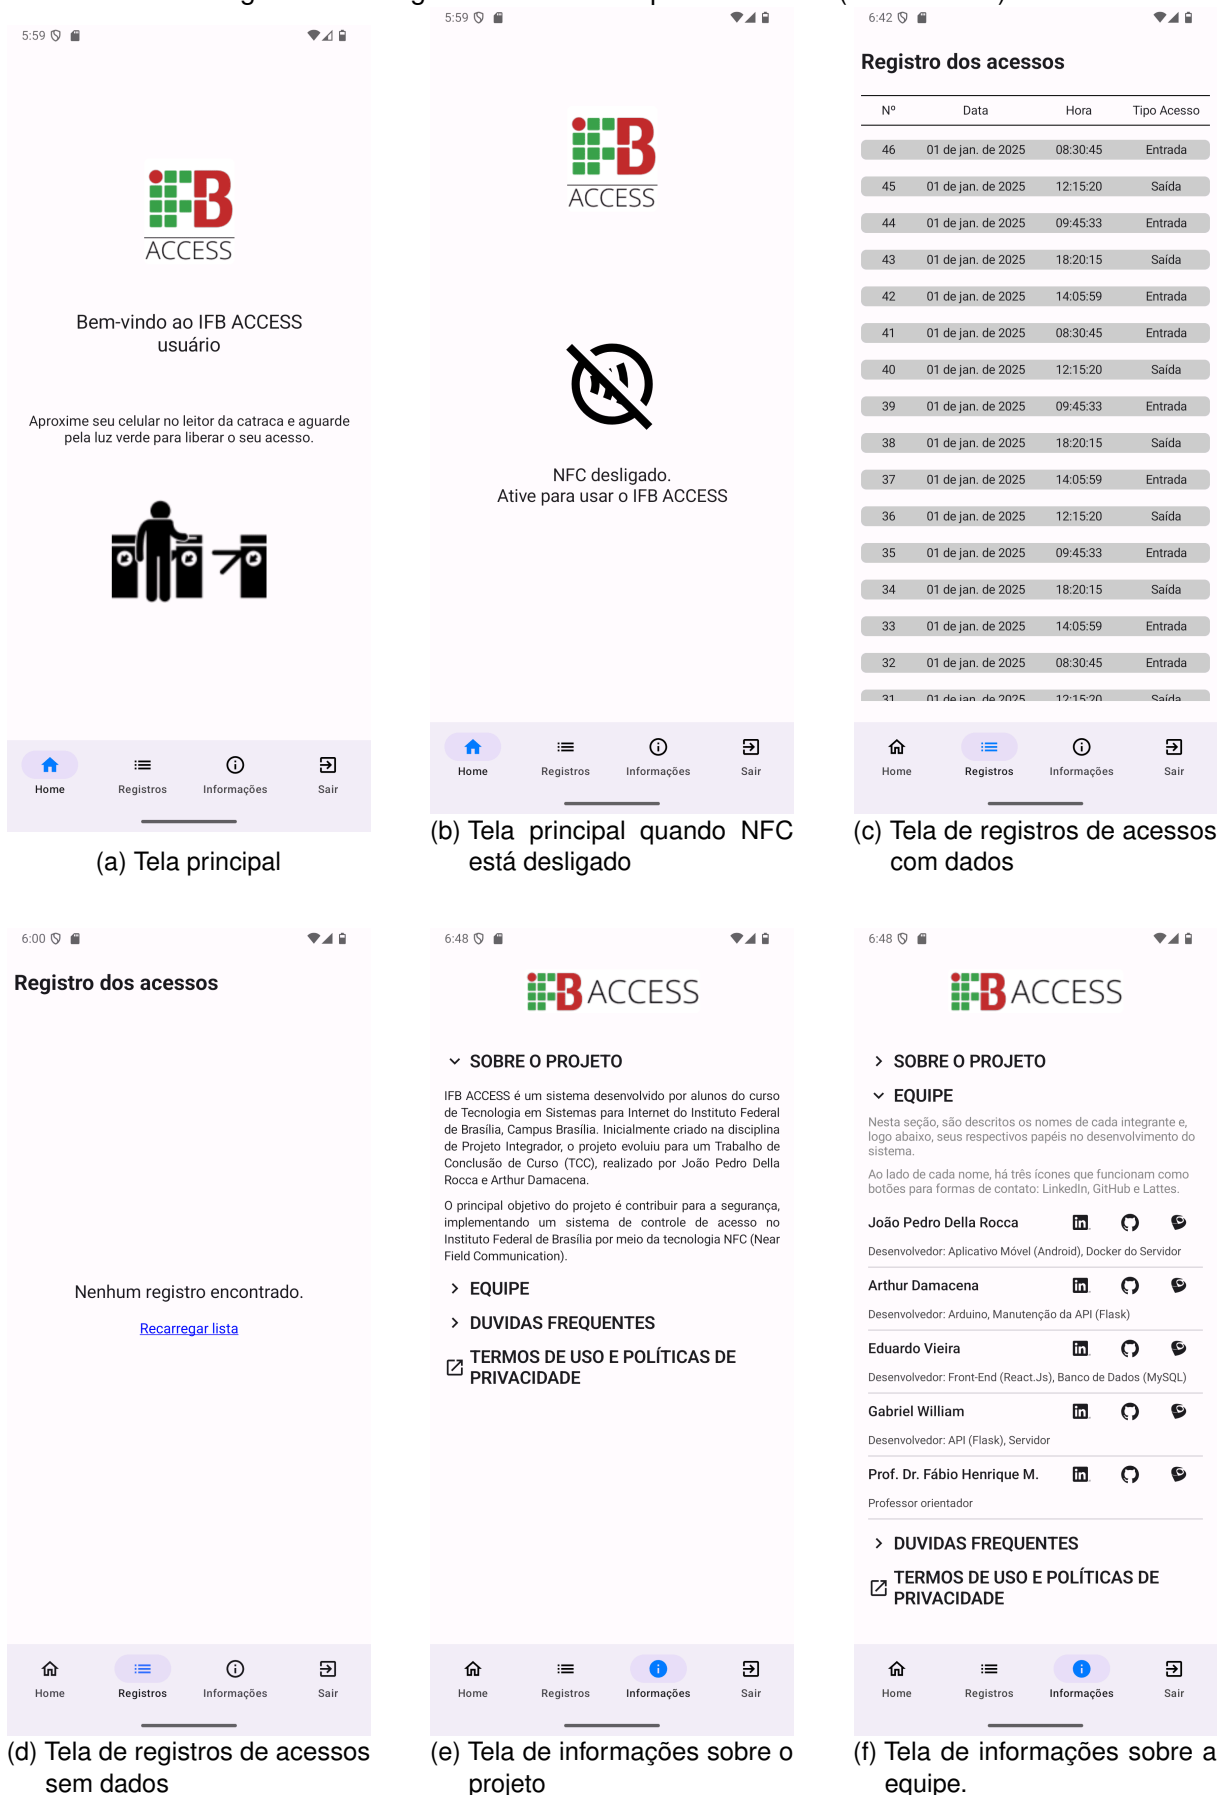 5:59
IFB
ACCESS
Bem-vindo ao IFB ACCESS
usuário
Aproxime seu celular no leitor da catraca e aguarde
pela luz verde para liberar o seu acesso.
Home Registros Informações Sair
(a) Tela principal
5:59
IFB
ACCESS
NFC desligado.
Ative para usar o IFB ACCESS
Home Registros Informações Sair
(b) Tela principal quando NFC
está desligado
6:42
Registro dos acessos
Nº Data Hora Tipo Acesso
46 01 de jan. de 2025 08:30:45 Entrada
45 01 de jan. de 2025 12:15:20 Saída
44 01 de jan. de 2025 09:45:33 Entrada
43 01 de jan. de 2025 18:20:15 Saída
42 01 de jan. de 2025 14:05:59 Entrada
41 01 de jan. de 2025 08:30:45 Entrada
40 01 de jan. de 2025 12:15:20 Saída
39 01 de jan. de 2025 09:45:33 Entrada
38 01 de jan. de 2025 18:20:15 Saída
37 01 de jan. de 2025 14:05:59 Entrada
36 01 de jan. de 2025 12:15:20 Saída
35 01 de jan. de 2025 09:45:33 Entrada
34 01 de jan. de 2025 18:20:15 Saída
33 01 de jan. de 2025 14:05:59 Entrada
32 01 de jan. de 2025 08:30:45 Entrada
31 01 de jan. de 2025 12:15:20 Saída
Home Registros Informações Sair
(c) Tela de registros de acessos
com dados
6:00
Registro dos acessos
Nenhum registro encontrado.
Recarregar lista
Home Registros Informações Sair
(d) Tela de registros de acessos
sem dados
6:48
IFB ACCESS
SOBRE O PROJETO
IFB ACCESS é um sistema desenvolvido por alunos do curso
de Tecnologia em Sistemas para Internet do Instituto Federal
de Brasília, Campus Brasília. Inicialmente criado na disciplina
de Projeto Integrador, o projeto evoluiu para um Trabalho de
Conclusão de Curso (TCC), realizado por João Pedro Della
Rocca e Arthur Damacena.
O principal objetivo do projeto é contribuir para a segurança,
implementando um sistema de controle de acesso no
Instituto Federal de Brasília por meio da tecnologia NFC (Near
Field Communication).
EQUIPE
DUVIDAS FREQUENTES
TERMOS DE USO E POLÍTICAS DE
PRIVACIDADE
Home Registros Informações Sair
(e) Tela de informações sobre o
projeto
6:48
IFB ACCESS
SOBRE O PROJETO
EQUIPE
Nesta seção, são descritos os nomes de cada integrante e,
logo abaixo, seus respectivos papéis no desenvolvimento do
sistema.
Ao lado de cada nome, há três ícones que funcionam como
botões para formas de contato: LinkedIn, GitHub e Lattes.
João Pedro Della Rocca in
Desenvolvedor: Aplicativo Móvel (Android), Docker do Servidor
Arthur Damacena in
Desenvolvedor: Arduino, Manutenção da API (Flask)
Eduardo Vieira in
Desenvolvedor: Front-End (React.Js), Banco de Dados (MySQL)
Gabriel William in
Desenvolvedor: API (Flask), Servidor
Prof. Dr. Fábio Henrique M. in
Professor orientador
DUVIDAS FREQUENTES
TERMOS DE USO E POLÍTICAS DE
PRIVACIDADE
Home Registros Informações Sair
(f) Tela de informações sobre a
equipe.